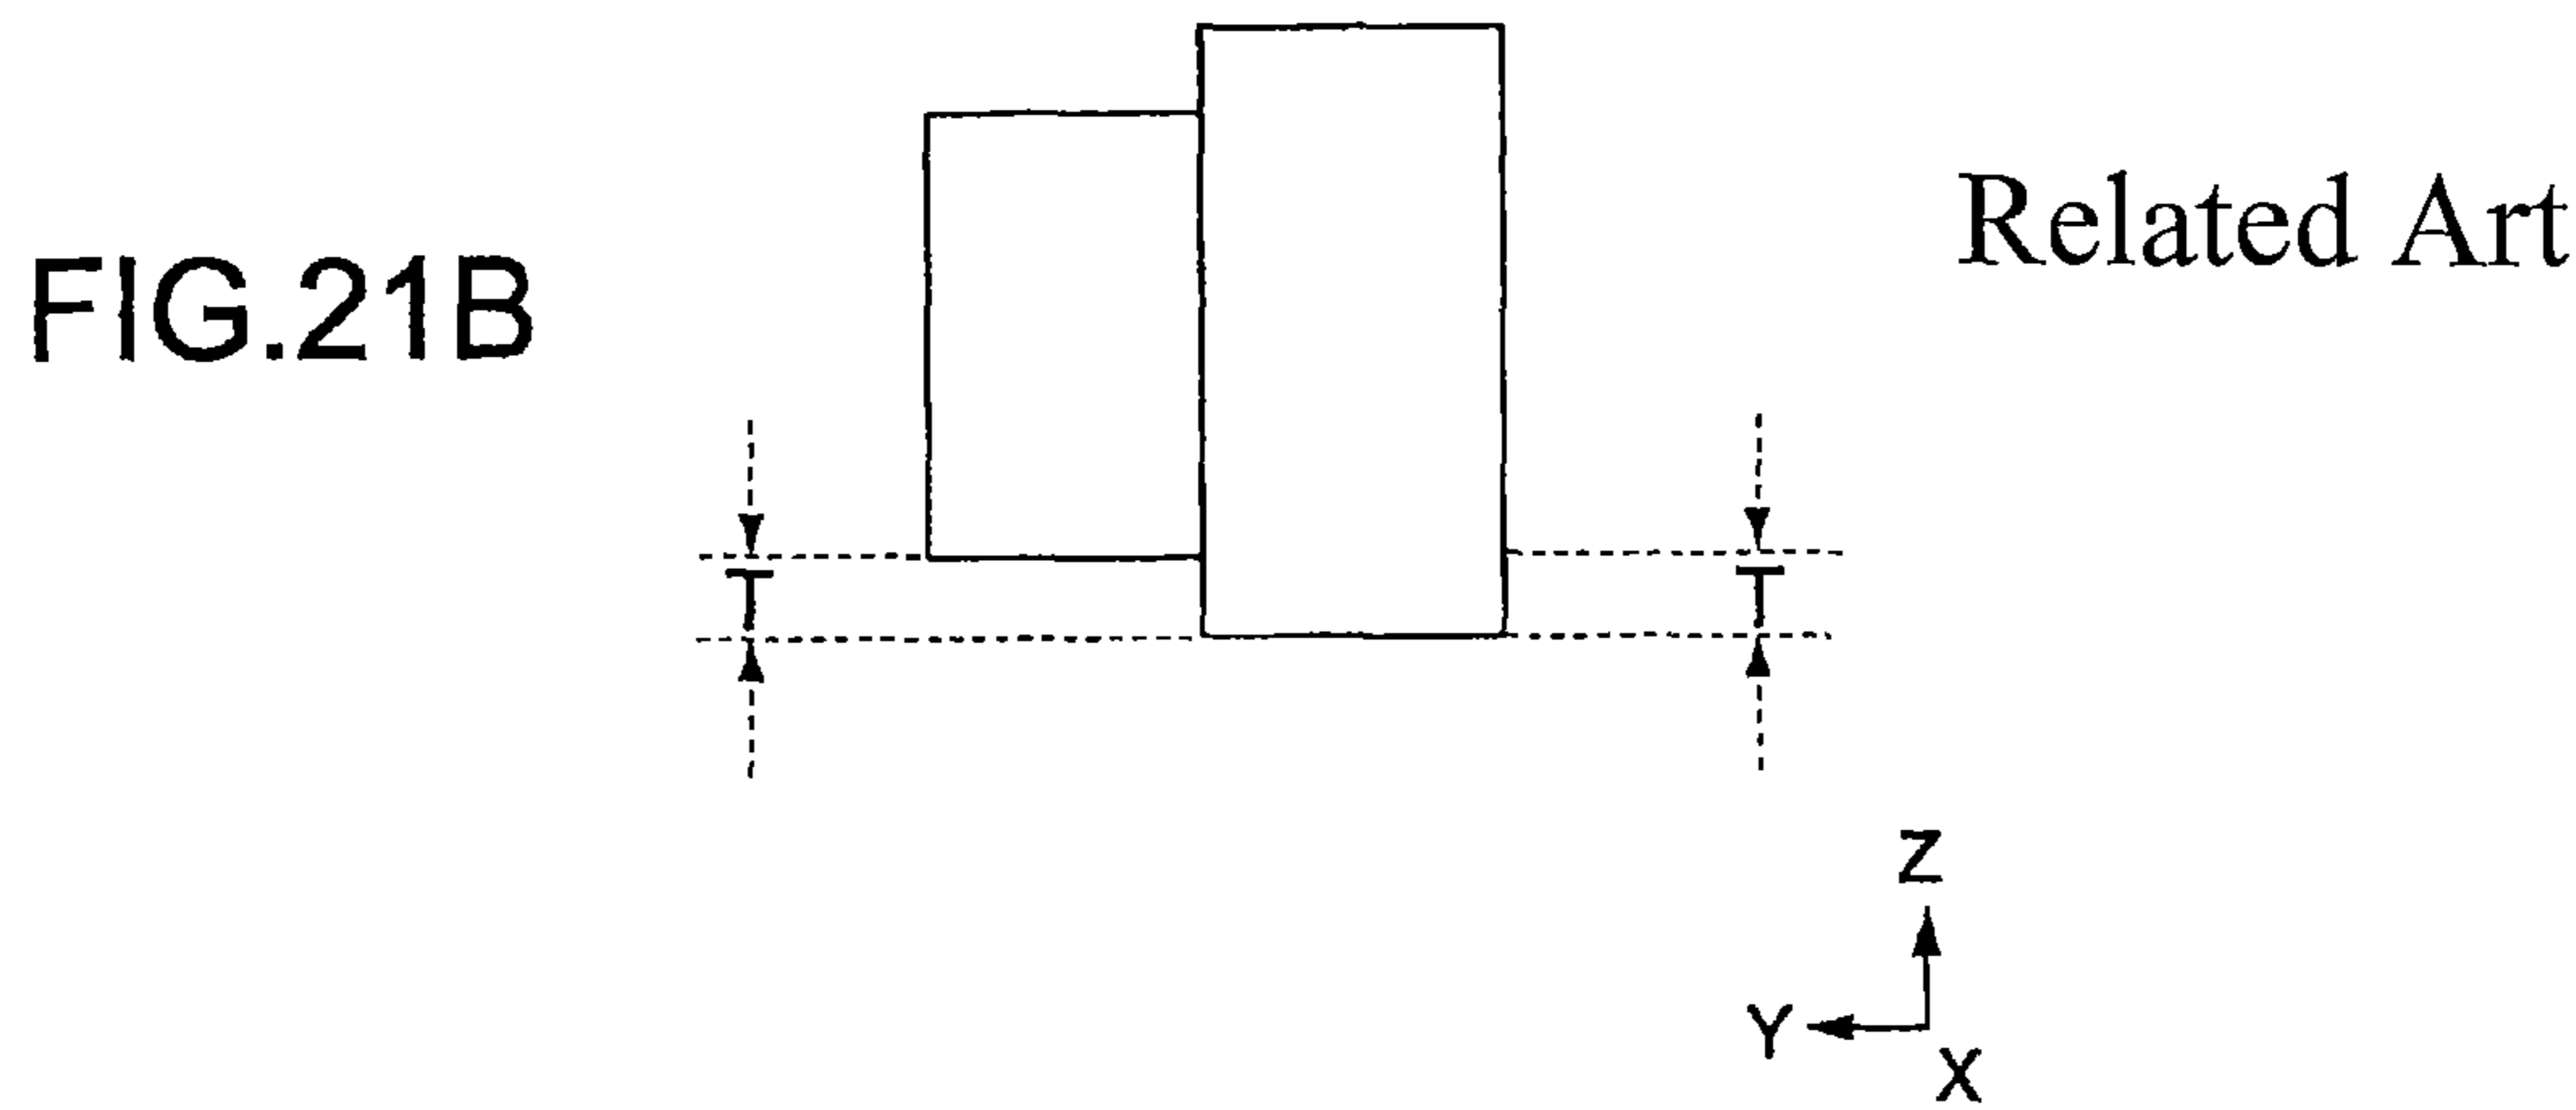 Related Art
FIG.21B
T T
Z
Y
X